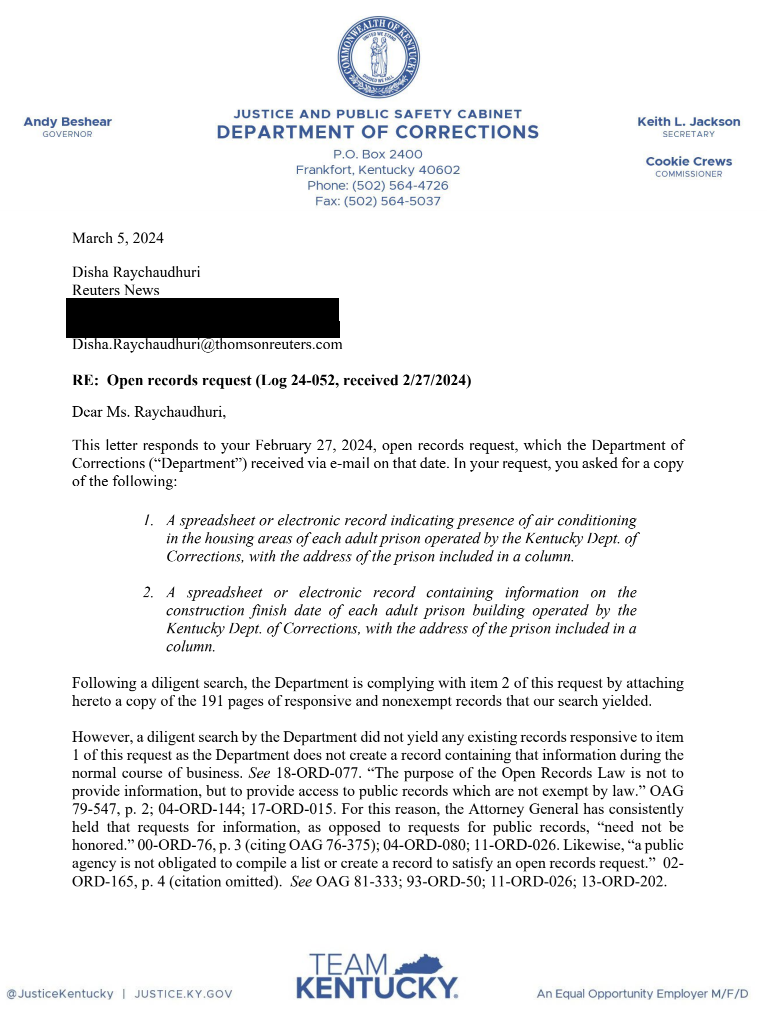 COMMONWEALTH OF KENTUCKY
UNITED WE STAND
DIVIDED WE FALL
Andy Beshear
GOVERNOR
JUSTICE AND PUBLIC SAFETY CABINET
DEPARTMENT OF CORRECTIONS
P.O. Box 2400
Frankfort, Kentucky 40602
Phone: (502) 564-4726
Fax: (502) 564-5037
Keith L. Jackson
SECRETARY
Cookie Crews
COMMISSIONER
March 5, 2024
Disha Raychaudhuri
Reuters News
Disha.Raychaudhuri@thomsonreuters.com
RE: Open records request (Log 24-052, received 2/27/2024)
Dear Ms. Raychaudhuri,
This letter responds to your February 27, 2024, open records request, which the Department of
Corrections (“Department”) received via e-mail on that date. In your request, you asked for a copy
of the following:
1. A spreadsheet or electronic record indicating presence of air conditioning
in the housing areas of each adult prison operated by the Kentucky Dept. of
Corrections, with the address of the prison included in a column.
2. A spreadsheet or electronic record containing information on the
construction finish date of each adult prison building operated by the
Kentucky Dept. of Corrections, with the address of the prison included in a
column.
Following a diligent search, the Department is complying with item 2 of this request by attaching
hereto a copy of the 191 pages of responsive and nonexempt records that our search yielded.
However, a diligent search by the Department did not yield any existing records responsive to item
1 of this request as the Department does not create a record containing that information during the
normal course of business. See 18-ORD-077. “The purpose of the Open Records Law is not to
provide information, but to provide access to public records which are not exempt by law.” OAG
79-547, p. 2; 04-ORD-144; 17-ORD-015. For this reason, the Attorney General has consistently
held that requests for information, as opposed to requests for public records, “need not be
honored.” 00-ORD-76, p. 3 (citing OAG 76-375); 04-ORD-080; 11-ORD-026. Likewise, “a public
agency is not obligated to compile a list or create a record to satisfy an open records request.” 02-
ORD-165, p. 4 (citation omitted). See OAG 81-333; 93-ORD-50; 11-ORD-026; 13-ORD-202.
@JusticeKentucky | JUSTICE.KY.GOV
TEAM
KENTUCKY.
An Equal Opportunity Employer M/F/D